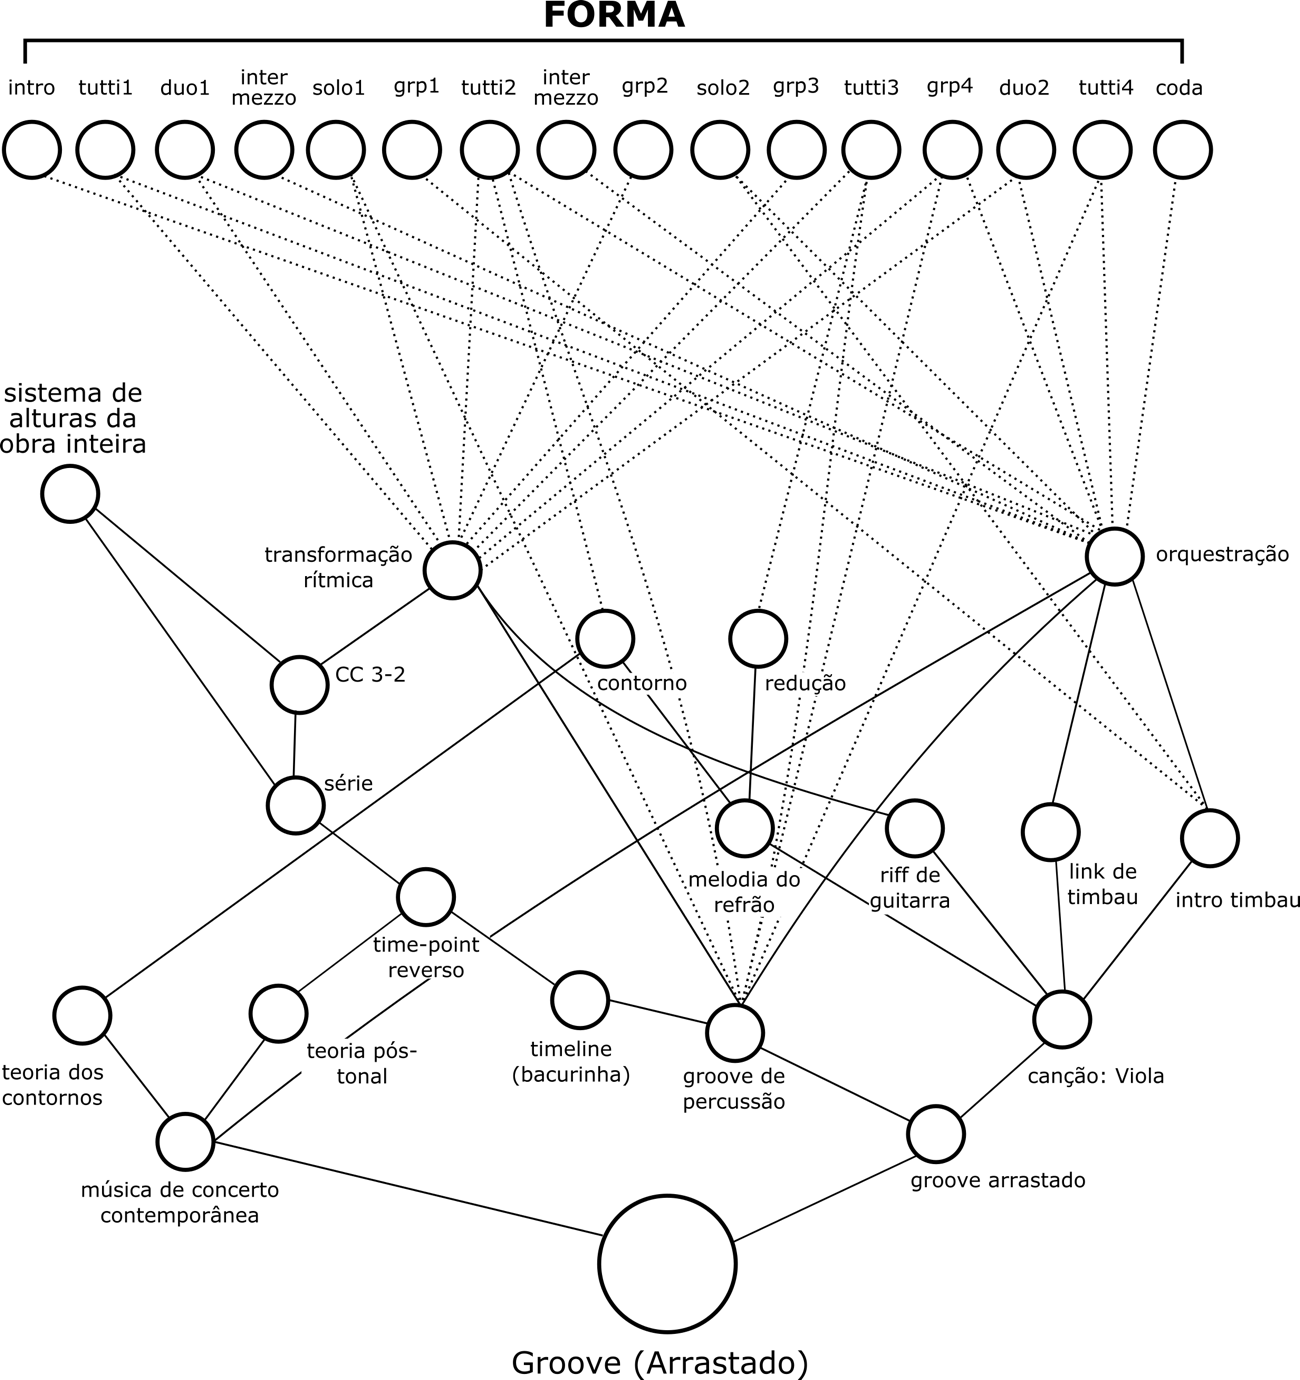 FORMA
intro
tutti1
duo1
inter
mezzo
solo1
grp1
tutti2
inter
mezzo
grp2
solo2
grp3
tutti3
grp4
duo2
tutti4
coda
sistema de
alturas da
obra inteira
transformação
rítmica
orquestração
CC 3-2
contorno
redução
série
melodia do
refrão
riff de
guitarra
link de
timbau
intro timbau
time-point
reverso
teoria dos
contornos
teoria pós-
tonal
timeline
(bacurinha)
groove de
percussão
canção: Viola
música de concerto
contemporânea
groove arrastado
Groove (Arrastado)